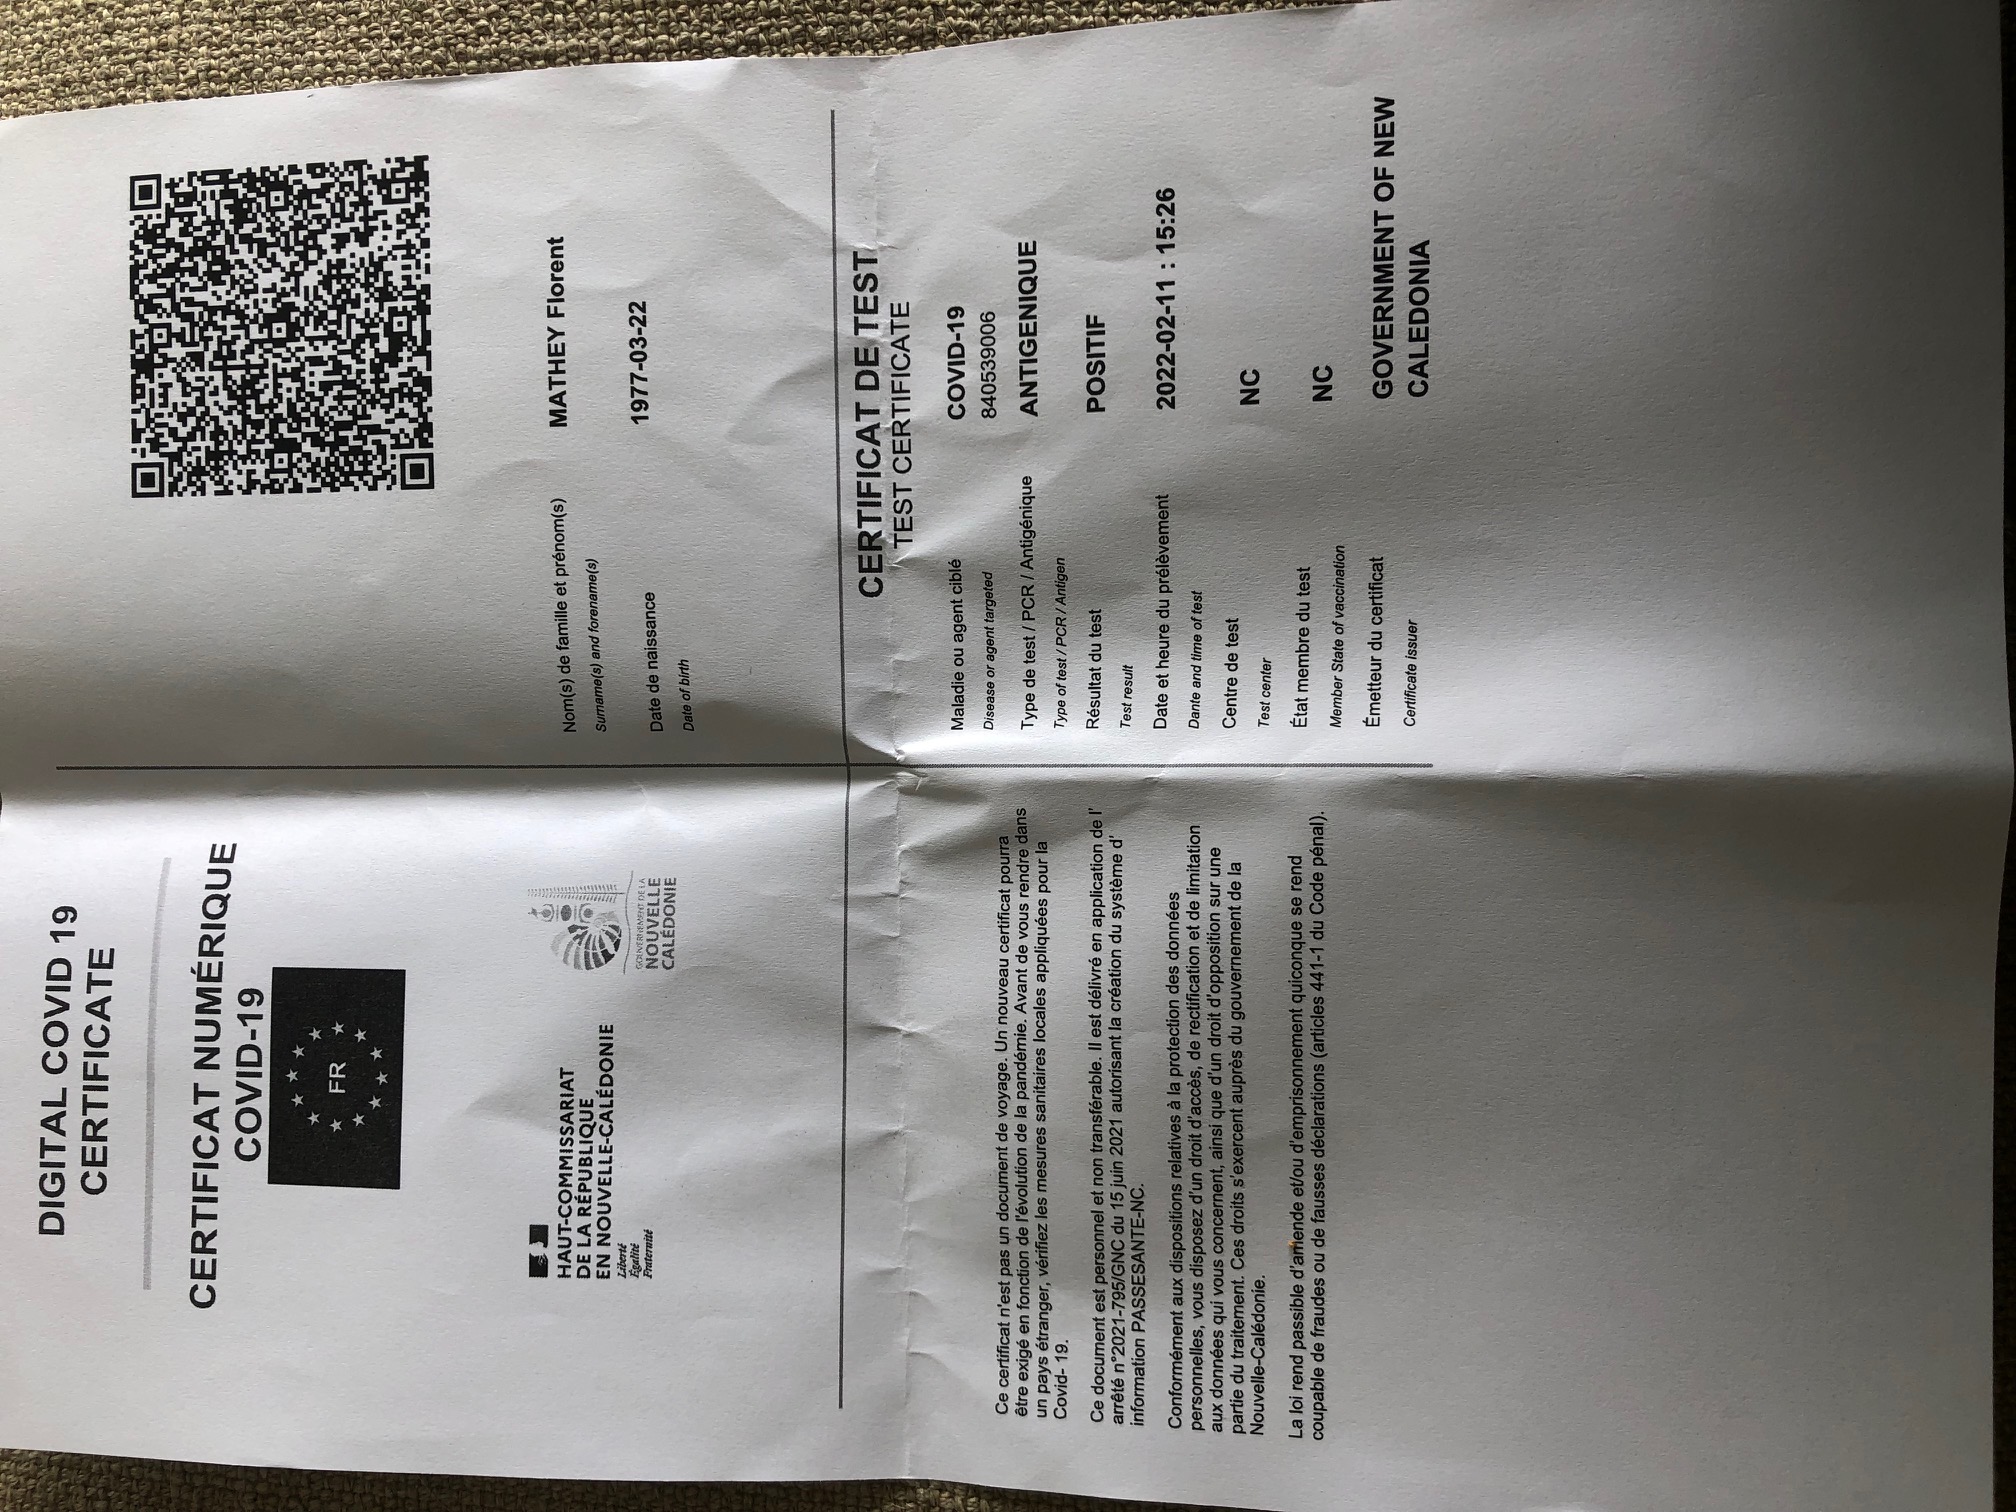 DIGITAL COVID 19
CERTIFICATE
CERTIFICAT NUMÉRIQUE
COVID-19
FR
HAUT-COMMISSARIAT
DE LA RÉPUBLIQUE
EN NOUVELLE-CALÉDONIE
Liberté
Égalité
Fraternité
GOUVERNEMENT DE LA
NOUVELLE
CALÉDONIE
Nom(s) de famille et prénom(s) MATHEY Florent
Surname(s) and forename(s)
Date de naissance 1977-03-22
Date of birth
Ce certificat n'est pas un document de voyage. Un nouveau certificat pourra
être exigé en fonction de l'évolution de la pandémie. Avant de vous rendre dans
un pays étranger, vérifiez les mesures sanitaires locales appliquées pour la
Covid- 19.
Ce document est personnel et non transférable. Il est délivré en application de l'
arrêté n°2021-795/GNC du 15 juin 2021 autorisant la création du système d'
information PASSESANTE-NC.
Conformément aux dispositions relatives à la protection des données
personnelles, vous disposez d'un droit d'accès, de rectification et de limitation
aux données qui vous concernent, ainsi que d'un droit d'opposition sur une
partie du traitement. Ces droits s'exercent auprès du gouvernement de la
Nouvelle-Calédonie.
La loi rend passible d'amende et/ou d'emprisonnement quiconque se rend
coupable de fraudes ou de fausses déclarations (articles 441-1 du Code pénal).
CERTIFICAT DE TEST
TEST CERTIFICATE
Maladie ou agent ciblé COVID-19
Disease or agent targeted 840539006
Type de test / PCR / Antigénique ANTIGENIQUE
Type of test / PCR / Antigen
Résultat du test POSITIF
Test result
Date et heure du prélèvement 2022-02-11 : 15:26
Dante and time of test
Centre de test NC
Test center
État membre du test NC
Member State of vaccination
Émetteur du certificat GOVERNMENT OF NEW
Certificate issuer CALEDONIA